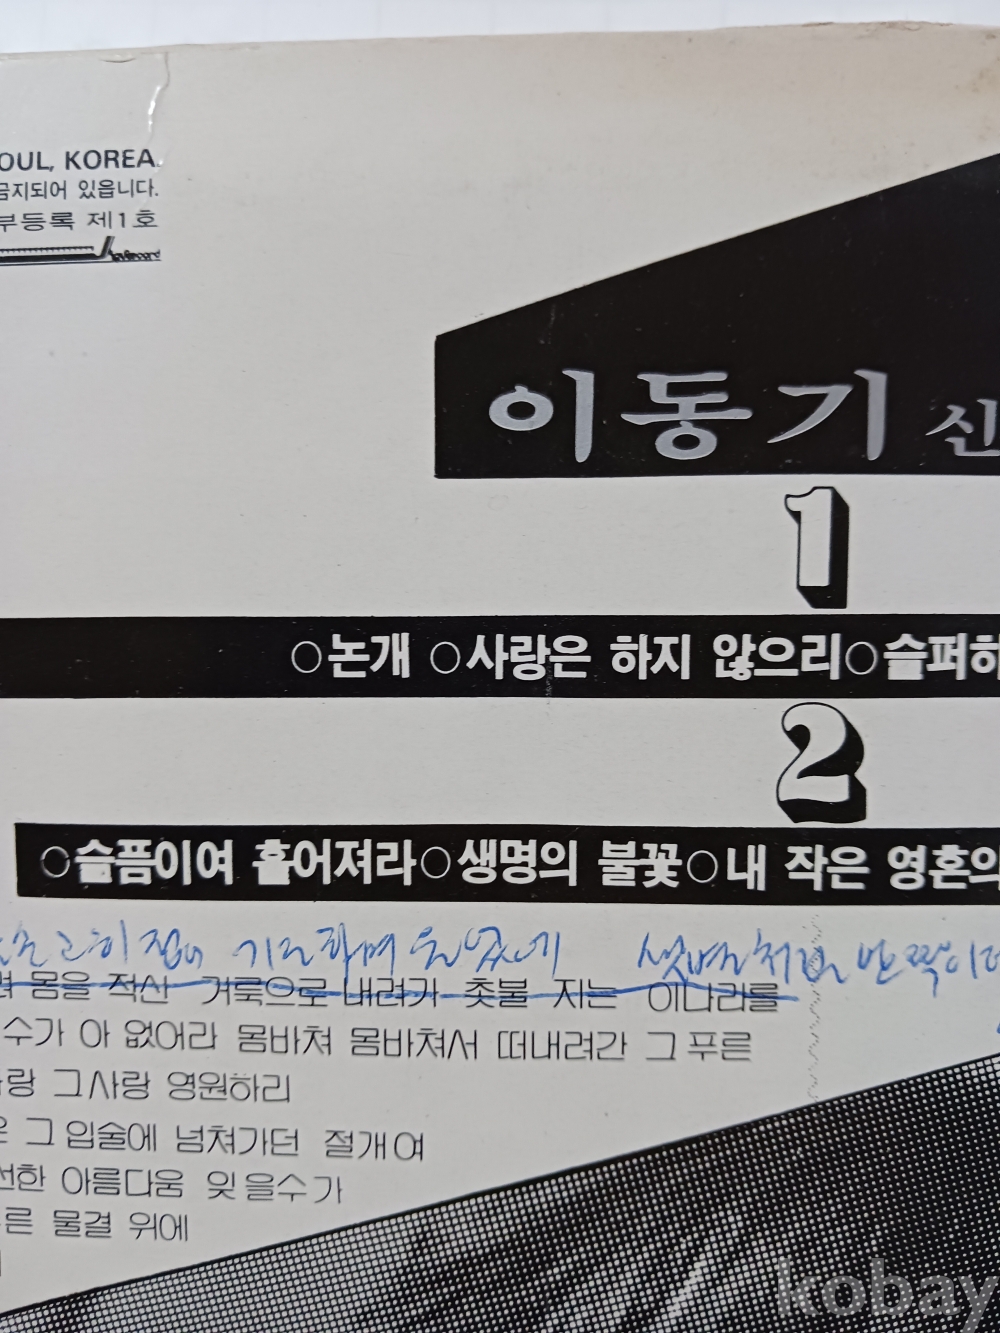 OUL, KOREA.
금지되어 있읍니다.
부등록 제1호
이동기 신
1
○논개 ○사랑은 하지 않으리○슬퍼하
2
○슬픔이여 흩어져라○생명의 불꽃○내 작은 영혼의
몸을 적신 거룩으로 내려가 촛불 지는 이나라를
수가 아 없어라 몸바쳐 몸바쳐서 떠내려간 그 푸른
랑 그사랑 영원하리
은 그 입술에 넘쳐가던 절개여
선한 아름다움 잊을수가
른 물결 위에
kobay